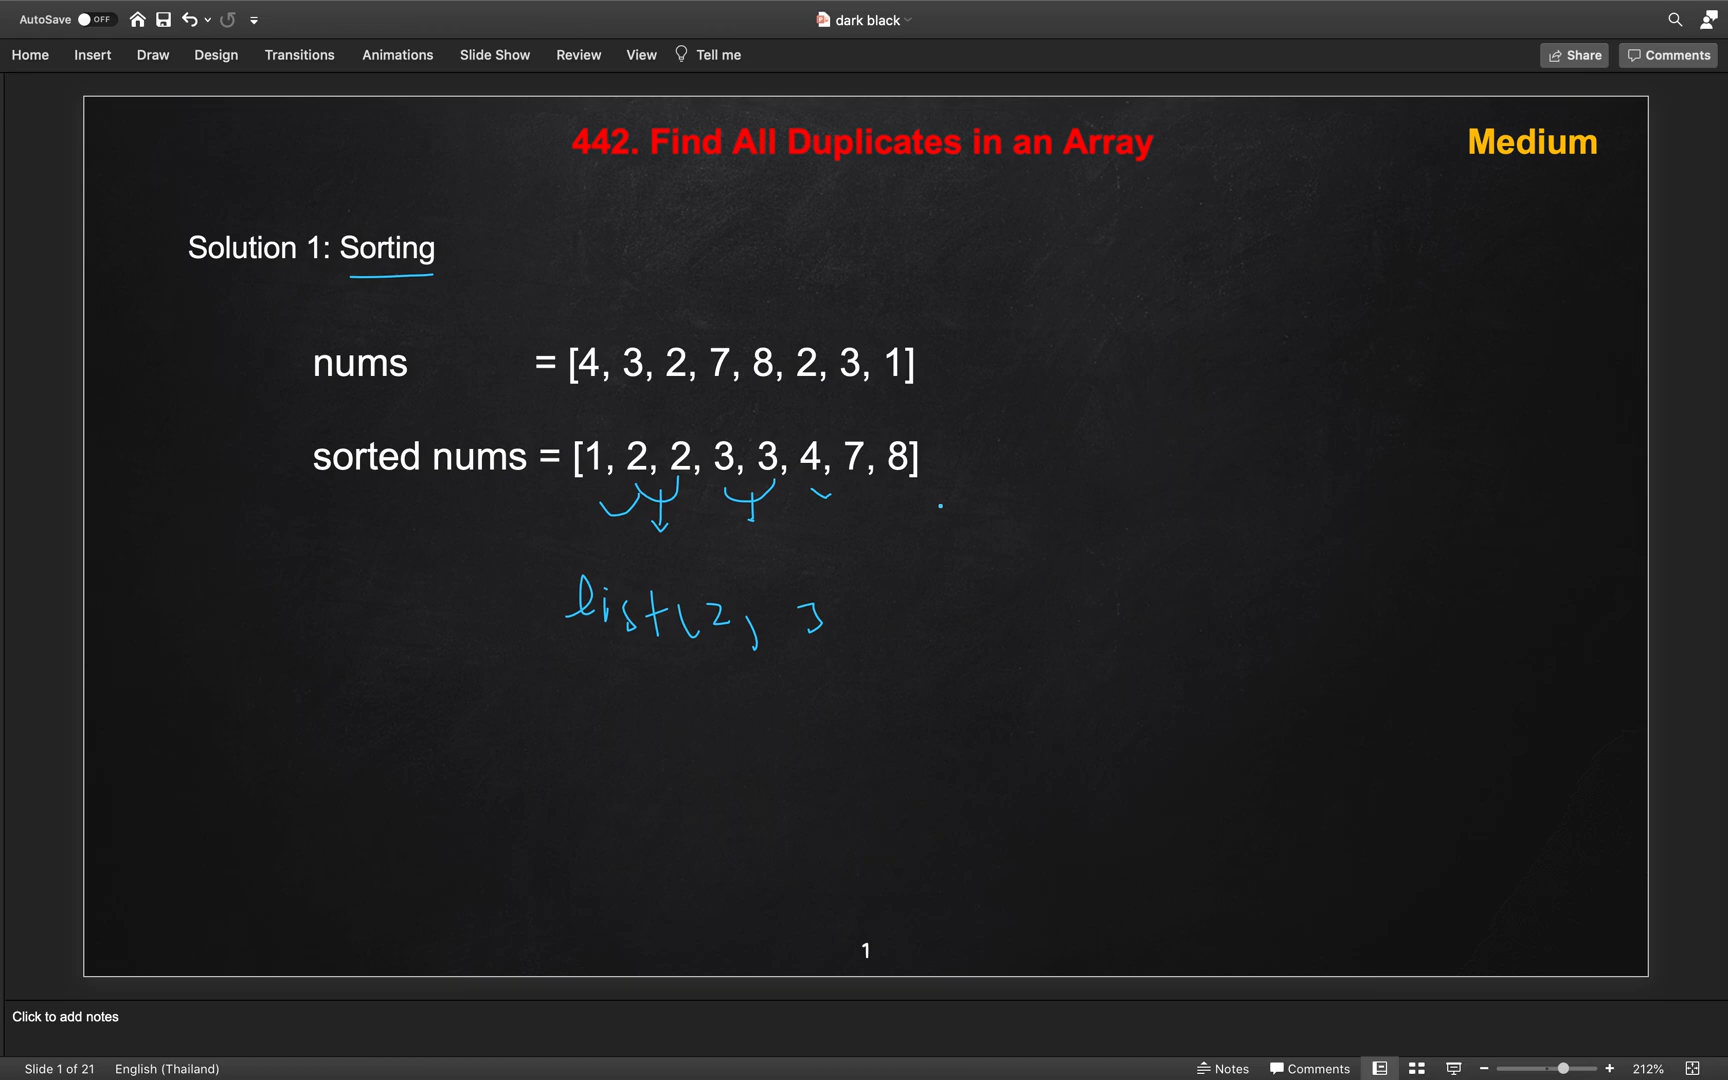 AutoSave OFF dark black
Home Insert Draw Design Transitions Animations Slide Show Review View Tell me Share Comments
442. Find All Duplicates in an Array Medium
Solution 1: Sorting
nums = [4, 3, 2, 7, 8, 2, 3, 1]
sorted nums = [1, 2, 2, 3, 3, 4, 7, 8]
list(2, 3
1
Click to add notes
Slide 1 of 21 English (Thailand) Notes Comments 212%